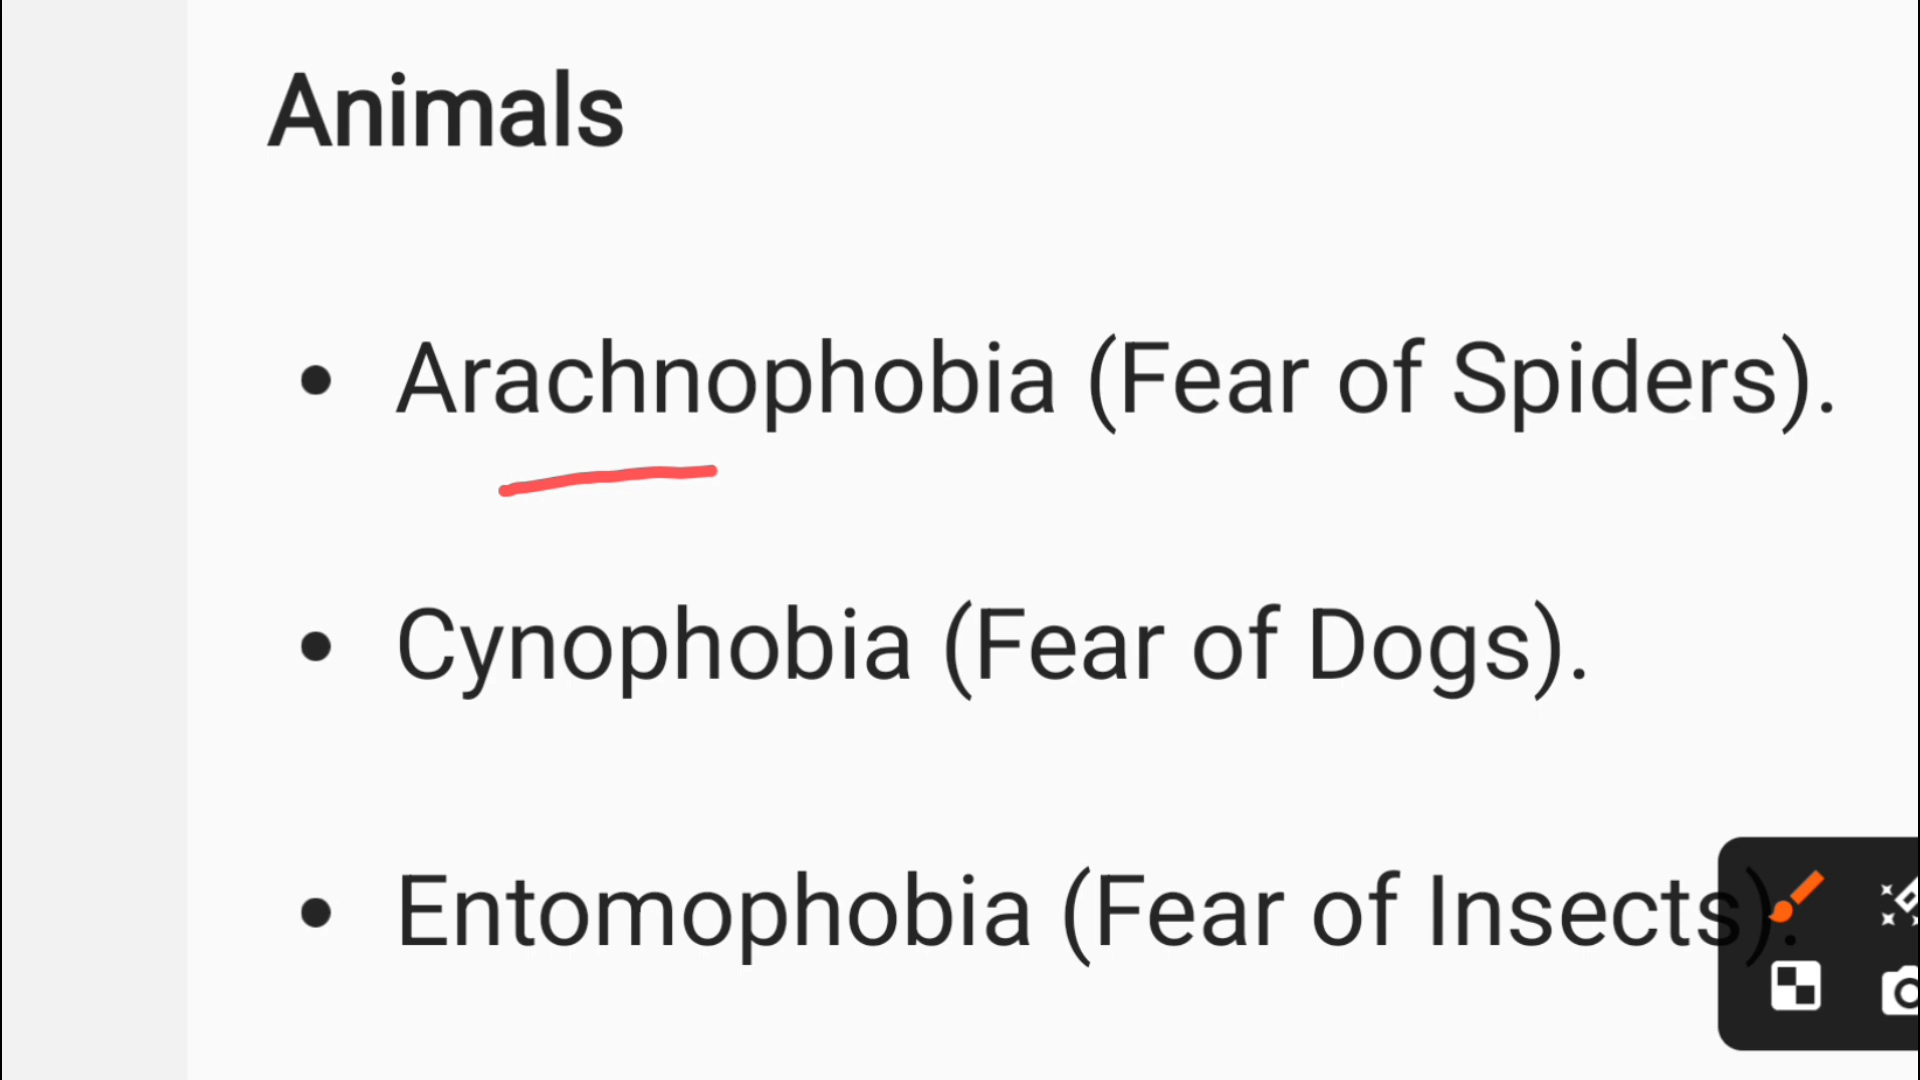 Animals
• Arachnophobia (Fear of Spiders).
• Cynophobia (Fear of Dogs).
• Entomophobia (Fear of Insects).